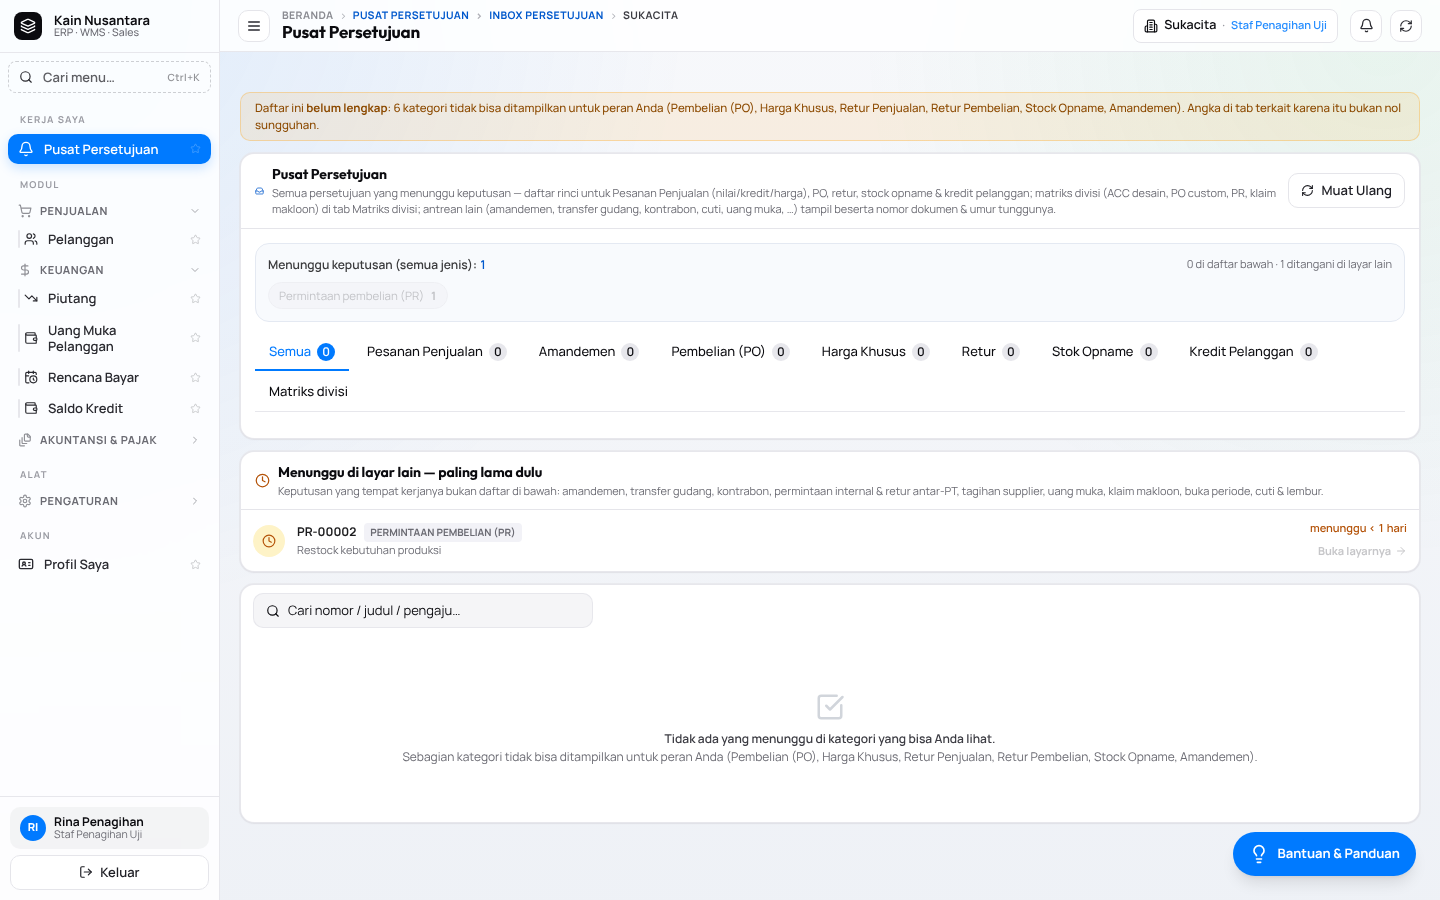 Kain Nusantara
ERP · WMS · Sales
Cari menu...
Ctrl+K
KERJA SAYA
Pusat Persetujuan
MODUL
PENJUALAN
Pelanggan
KEUANGAN
Piutang
Uang Muka
Pelanggan
Rencana Bayar
Saldo Kredit
AKUNTANSI & PAJAK
ALAT
PENGATURAN
AKUN
Profil Saya
RI
Rina Penagihan
Staf Penagihan Uji
Keluar
BERANDA > PUSAT PERSETUJUAN > INBOX PERSETUJUAN > SUKACITA
Pusat Persetujuan
Sukacita · Staf Penagihan Uji
Daftar ini belum lengkap: 6 kategori tidak bisa ditampilkan untuk peran Anda (Pembelian (PO), Harga Khusus, Retur Penjualan, Retur Pembelian, Stock Opname, Amandemen). Angka di tab terkait karena itu bukan nol
sungguhan.
Pusat Persetujuan
Semua persetujuan yang menunggu keputusan — daftar rinci untuk Pesanan Penjualan (nilai/kredit/harga), PO, retur, stock opname & kredit pelanggan; matriks divisi (ACC desain, PO custom, PR, klaim
makloon) di tab Matriks divisi; antrean lain (amandemen, transfer gudang, kontrabon, cuti, uang muka, …) tampil beserta nomor dokumen & umur tunggunya.
Muat Ulang
Menunggu keputusan (semua jenis): 1
0 di daftar bawah · 1 ditangani di layar lain
Permintaan pembelian (PR) 1
Semua 0
Pesanan Penjualan 0
Amandemen 0
Pembelian (PO) 0
Harga Khusus 0
Retur 0
Stok Opname 0
Kredit Pelanggan 0
Matriks divisi
Menunggu di layar lain — paling lama dulu
Keputusan yang tempat kerjanya bukan daftar di bawah: amandemen, transfer gudang, kontrabon, permintaan internal & retur antar-PT, tagihan supplier, uang muka, klaim makloon, buka periode, cuti & lembur.
PR-00002 PERMINTAAN PEMBELIAN (PR)
Restock kebutuhan produksi
menunggu < 1 hari
Buka layarnya →
Cari nomor / judul / pengaju...
Tidak ada yang menunggu di kategori yang bisa Anda lihat.
Sebagian kategori tidak bisa ditampilkan untuk peran Anda (Pembelian (PO), Harga Khusus, Retur Penjualan, Retur Pembelian, Stock Opname, Amandemen).
Bantuan & Panduan